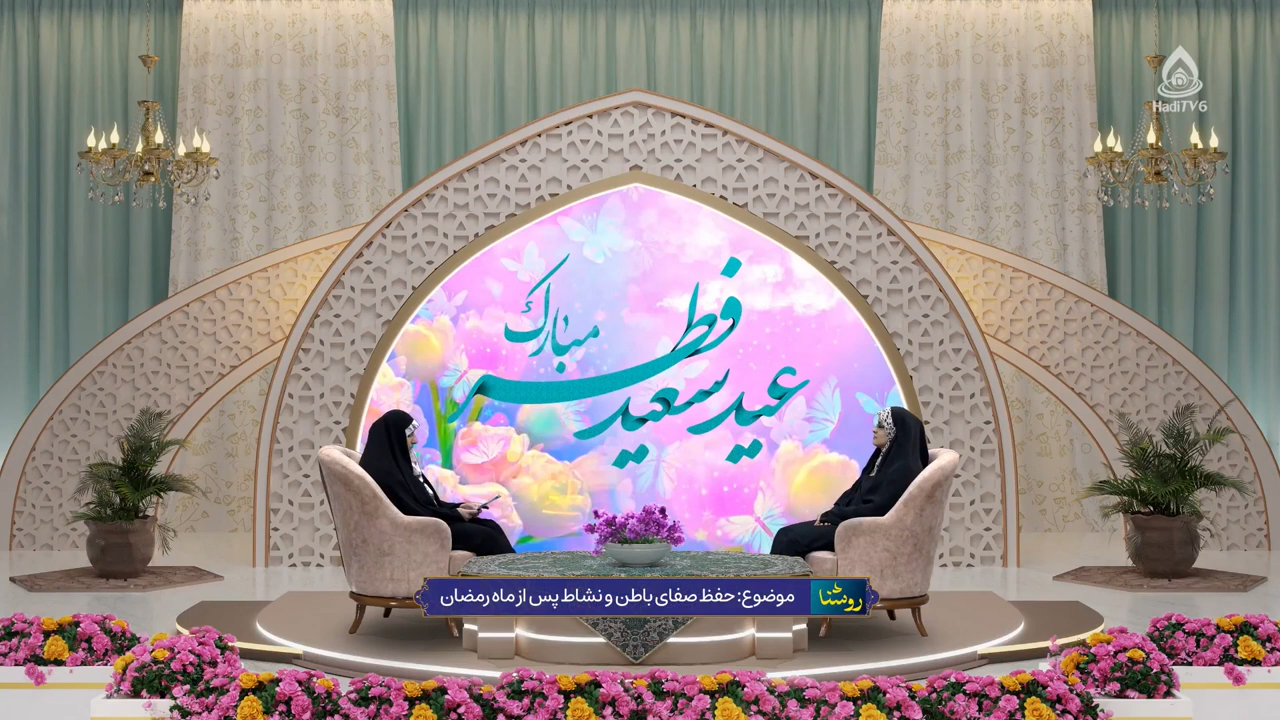 HadiTV6
عید سعید فطر
مبارک
روشنا
موضوع: حفظ صفای باطن و نشاط پس از ماه رمضان